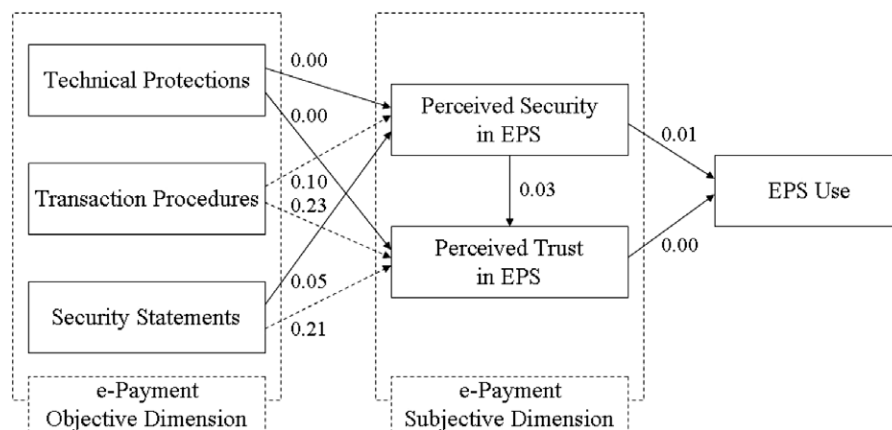 Technical Protections
0.00
0.00
Transaction Procedures
0.10
0.23
Security Statements
0.05
0.21
e-Payment
Objective Dimension
Perceived Security
in EPS
0.03
Perceived Trust
in EPS
e-Payment
Subjective Dimension
0.01
0.00
EPS Use